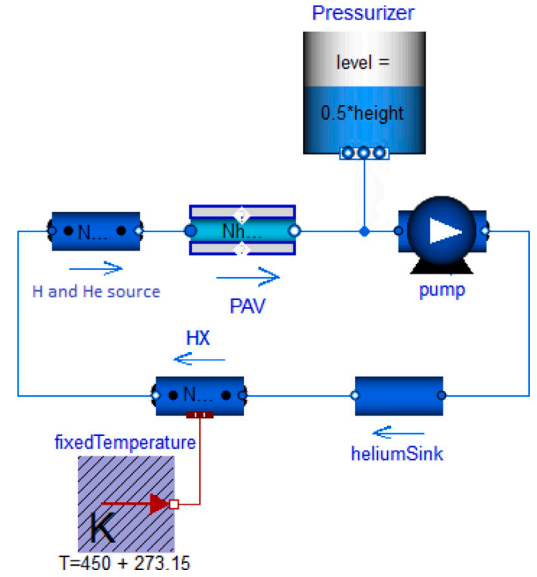 Pressurizer
level =
0.5*height
N...
Nh...
H and He source
PAV
pump
HX
N...
fixedTemperature
heliumSink
K
T=450 + 273.15